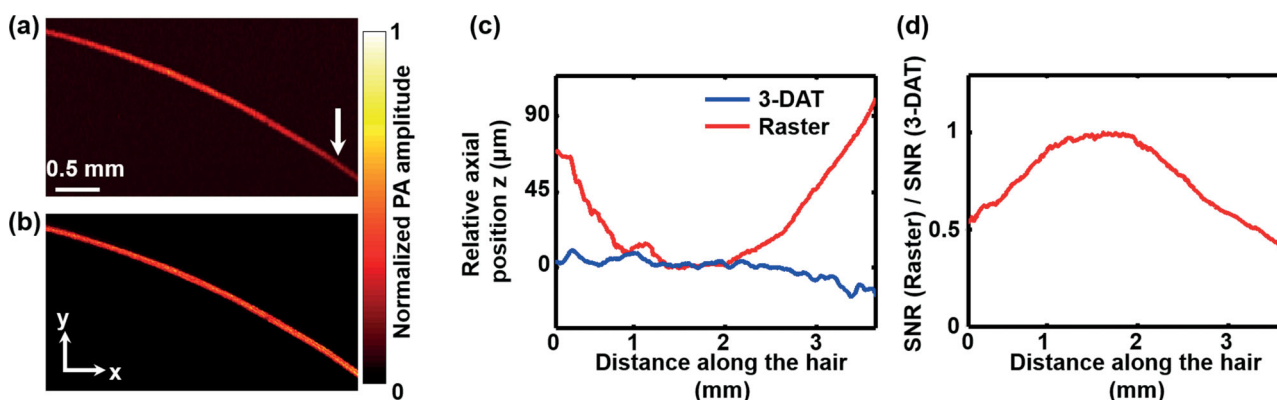 (a)
0.5 mm
(b)
y
x
1
Normalized PA amplitude
0
(c)
3-DAT
Raster
Relative axial
position z (μm)
90
45
0
0
1
2
3
Distance along the hair
(mm)
(d)
SNR (Raster) / SNR (3-DAT)
1
0.5
0
0
1
2
3
Distance along the hair
(mm)